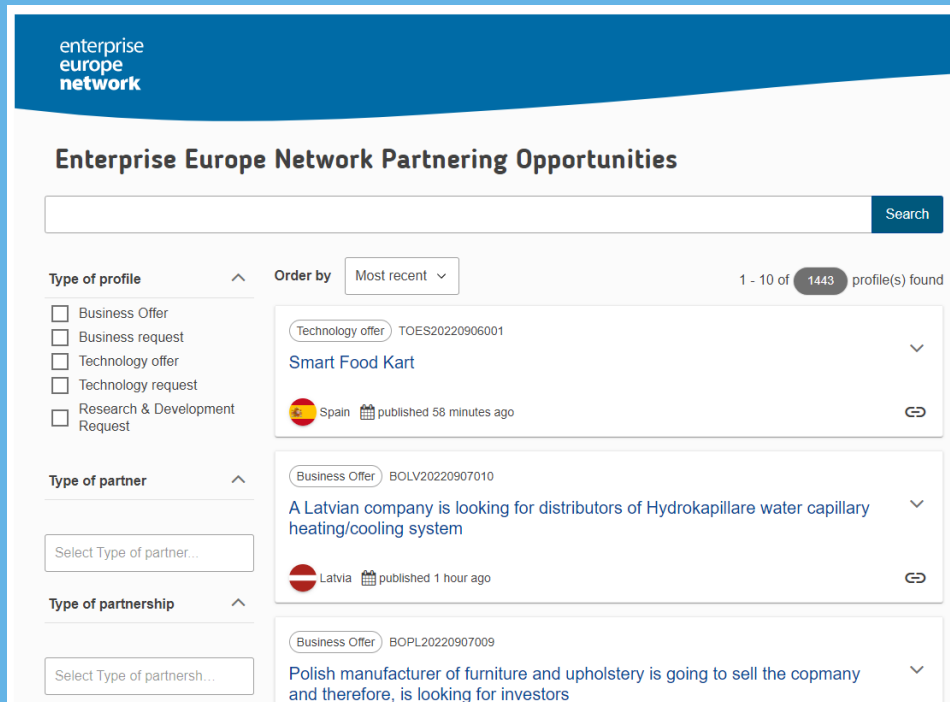 enterprise
europe
network
Enterprise Europe Network Partnering Opportunities
Search
Type of profile
Business Offer
Business request
Technology offer
Technology request
Research & Development
Request
Type of partner
Select Type of partner...
Type of partnership
Select Type of partnersh...
Order by Most recent
1 - 10 of 1443 profile(s) found
Technology offer TOES20220906001
Smart Food Kart
Spain published 58 minutes ago
Business Offer BOLV20220907010
A Latvian company is looking for distributors of Hydrokapillare water capillary
heating/cooling system
Latvia published 1 hour ago
Business Offer BOPL20220907009
Polish manufacturer of furniture and upholstery is going to sell the copmany
and therefore, is looking for investors